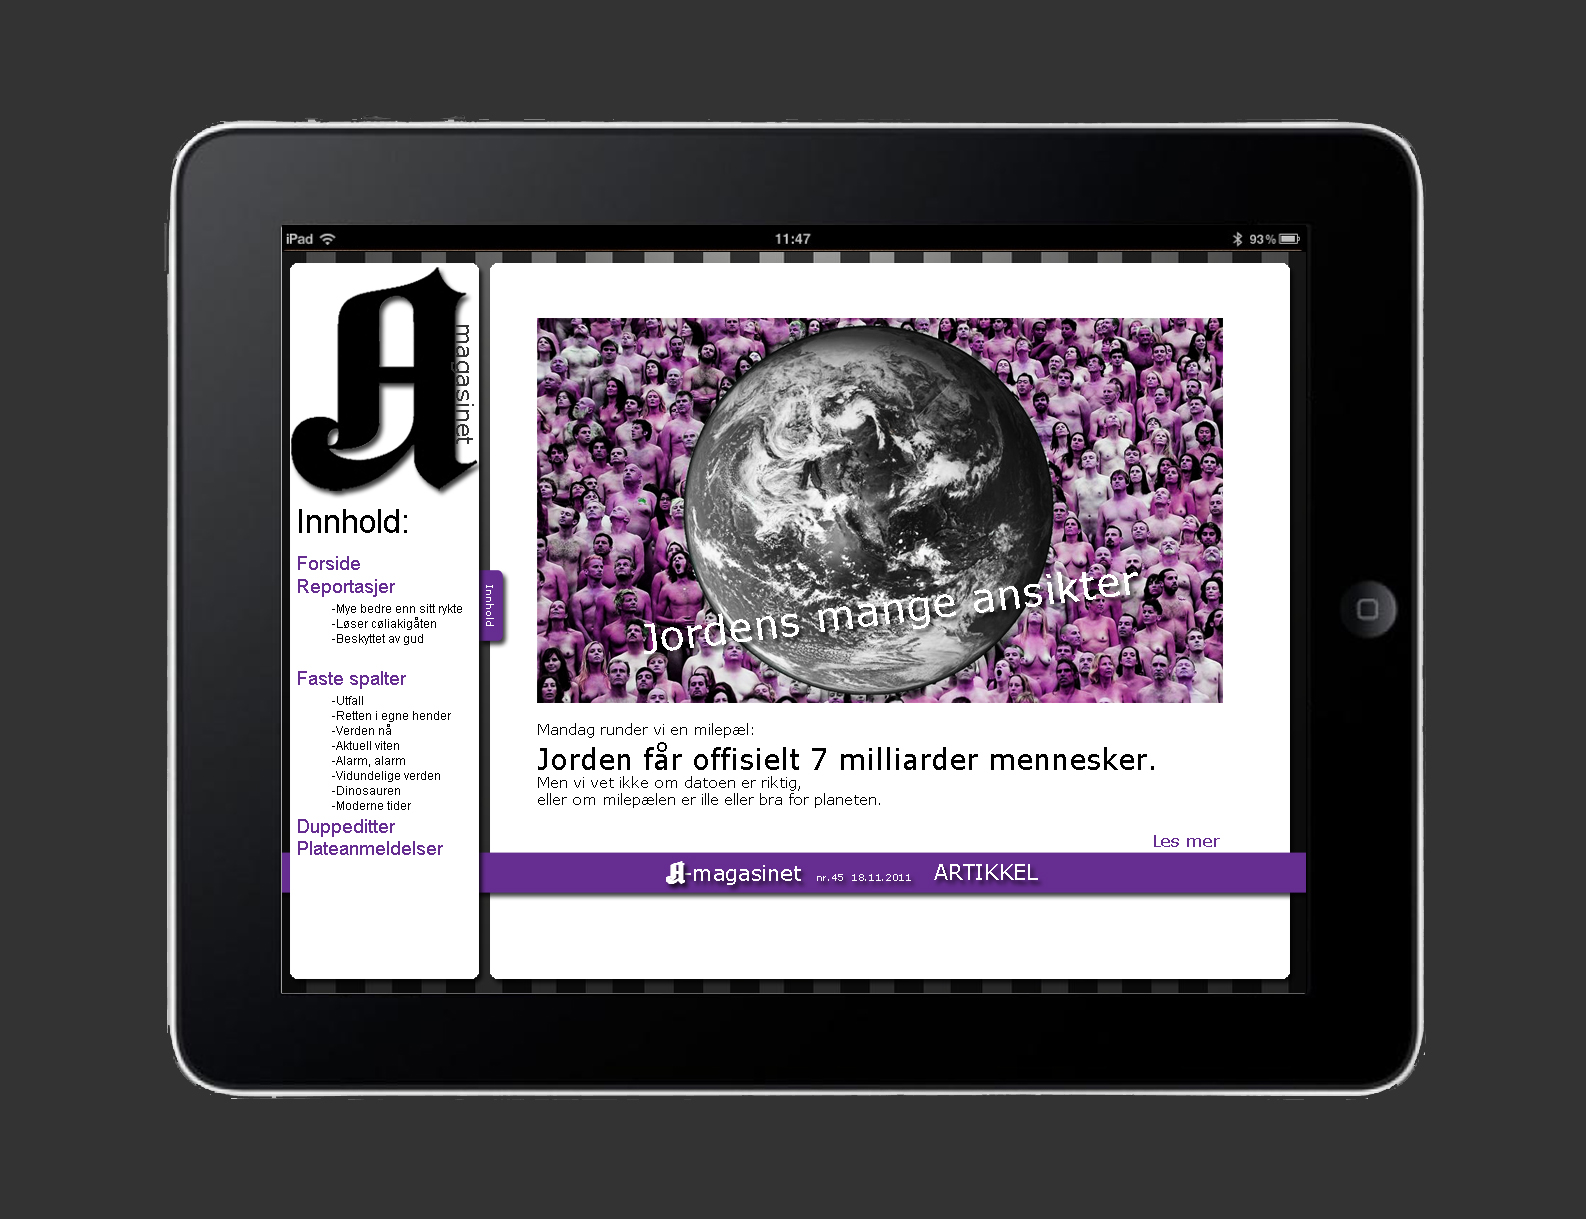 iPad
11:47
93%
A
magasinet
Innhold:
Forside
Reportasjer
-Mye bedre enn sitt rykte
-Løser cøliakigåten
-Beskyttet av gud
Faste spalter
-Utfall
-Retten i egne hender
-Verden nå
-Aktuell viten
-Alarm, alarm
-Vidundelige verden
-Dinosauren
-Moderne tider
Duppeditter
Plateanmeldelser
Innhold
Jordens mange ansikter
Mandag runder vi en milepæl:
Jorden får offisielt 7 milliarder mennesker.
Men vi vet ikke om datoen er riktig,
eller om milepælen er ille eller bra for planeten.
Les mer
A-magasinet nr.45 18.11.2011 ARTIKKEL